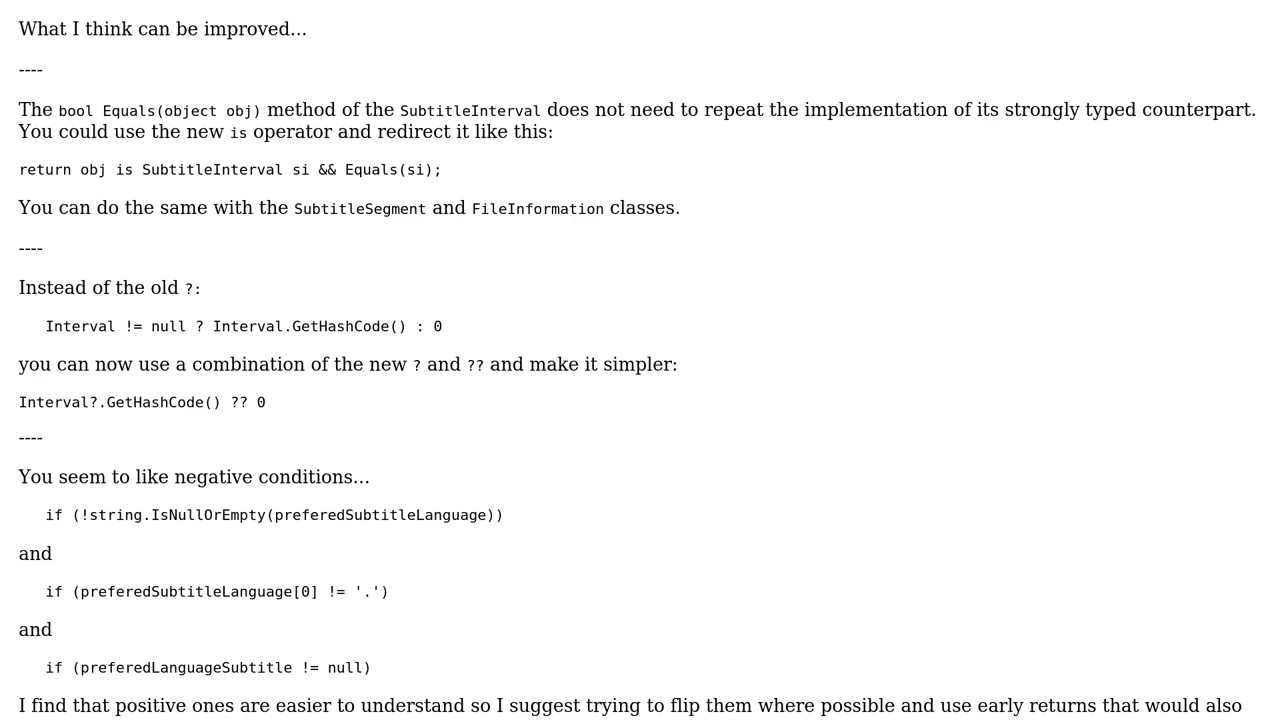 What I think can be improved...
----
The bool Equals(object obj) method of the SubtitleInterval does not need to repeat the implementation of its strongly typed counterpart.
You could use the new is operator and redirect it like this:
return obj is SubtitleInterval si && Equals(si);
You can do the same with the SubtitleSegment and FileInformation classes.
----
Instead of the old ?:
Interval != null ? Interval.GetHashCode() : 0
you can now use a combination of the new ? and ?? and make it simpler:
Interval?.GetHashCode() ?? 0
----
You seem to like negative conditions...
if (!string.IsNullOrEmpty(preferedSubtitleLanguage))
and
if (preferedSubtitleLanguage[0] != '.')
and
if (preferedLanguageSubtitle != null)
I find that positive ones are easier to understand so I suggest trying to flip them where possible and use early returns that would also